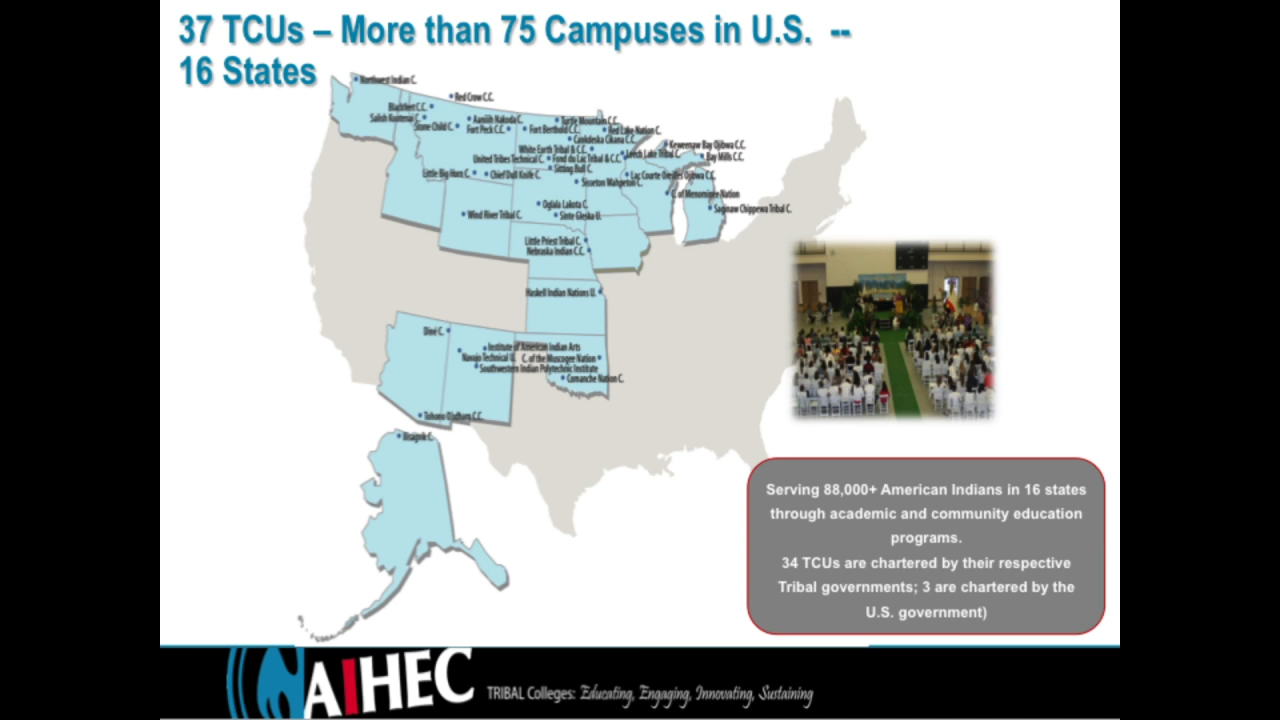 37 TCUs – More than 75 Campuses in U.S. --
16 States
Northwest Indian C.
Red Crow C.C.
Blackfeet C.C.
Salish Kootenai C.
Stone Child C.
Aaniiih Nakoda C.
Fort Peck C.C.
Turtle Mountain C.C.
Fort Berthold C.C.
Red Lake Nation C.
Cankdeska Cikana C.C.
Keweenaw Bay Ojibwa C.C.
White Earth Tribal & C.C.
Leech Lake Tribal C.
Bay Mills C.C.
United Tribes Technical C.
Fond du Lac Tribal & C.C.
Sitting Bull C.
Little Big Horn C.
Chief Dull Knife C.
Lac Courte Oreilles Ojibwa C.C.
Sisseton Wahpeton C.
C. of Menominee Nation
Oglala Lakota C.
Saginaw Chippewa Tribal C.
Wind River Tribal C.
Sinte Gleska U.
Little Priest Tribal C.
Nebraska Indian C.C.
Haskell Indian Nations U.
Diné C.
Institute of American Indian Arts
Navajo Technical U.
C. of the Muscogee Nation
Southwestern Indian Polytechnic Institute
Comanche Nation C.
Tohono O'odham C.C.
Ilisagvik C.
Serving 88,000+ American Indians in 16 states
through academic and community education
programs.
34 TCUs are chartered by their respective
Tribal governments; 3 are chartered by the
U.S. government)
AIHEC
TRIBAL Colleges: Educating, Engaging, Innovating, Sustaining